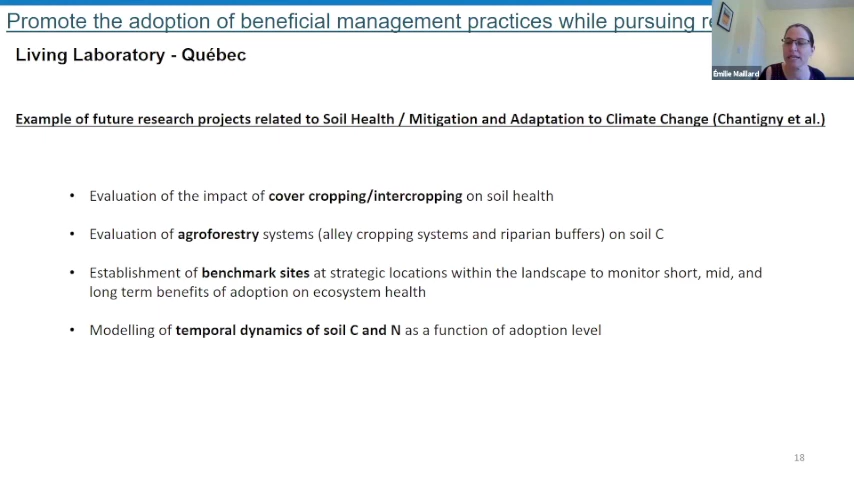 Promote the adoption of beneficial management practices while pursuing
Living Laboratory - Québec
Émilie Maillard
Example of future research projects related to Soil Health / Mitigation and Adaptation to Climate Change (Chantigny et al.)
• Evaluation of the impact of cover cropping/intercropping on soil health
• Evaluation of agroforestry systems (alley cropping systems and riparian buffers) on soil C
• Establishment of benchmark sites at strategic locations within the landscape to monitor short, mid, and
long term benefits of adoption on ecosystem health
• Modelling of temporal dynamics of soil C and N as a function of adoption level
18